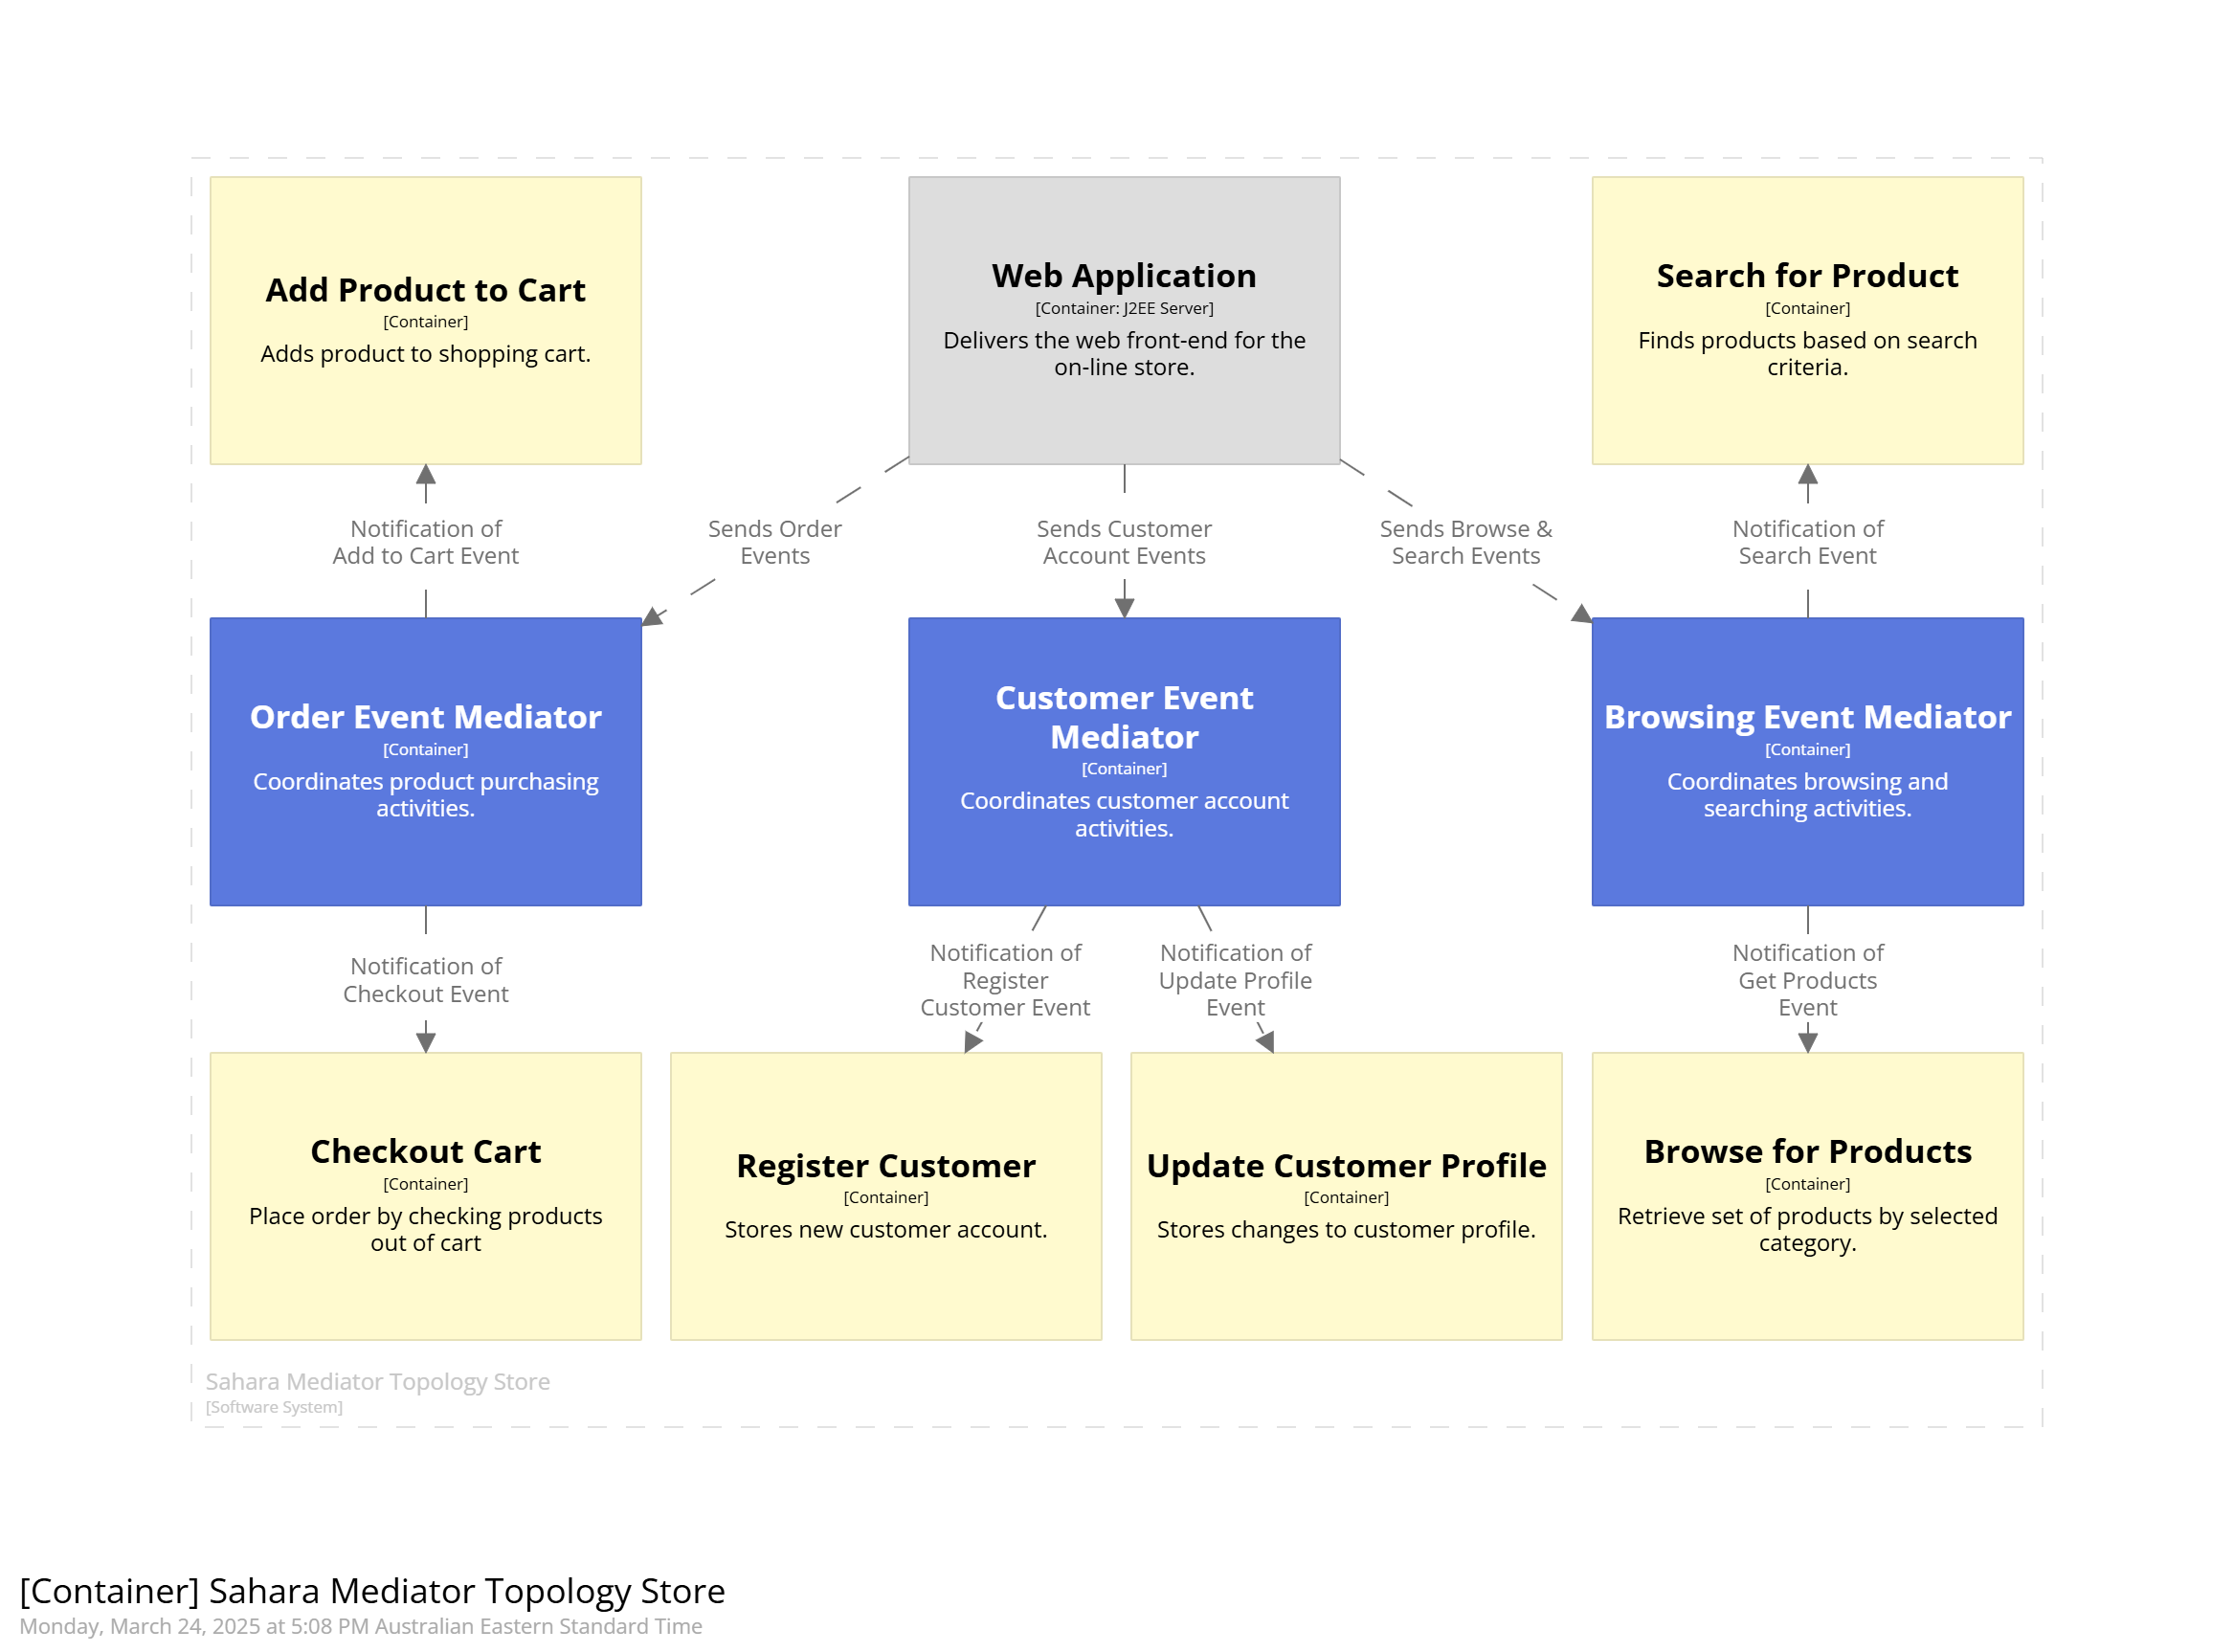 Add Product to Cart
[Container]
Adds product to shopping cart.
Web Application
[Container: J2EE Server]
Delivers the web front-end for the
on-line store.
Search for Product
[Container]
Finds products based on search
criteria.
Notification of
Add to Cart Event
Sends Order
Events
Sends Customer
Account Events
Sends Browse &
Search Events
Notification of
Search Event
Order Event Mediator
[Container]
Coordinates product purchasing
activities.
Customer Event
Mediator
[Container]
Coordinates customer account
activities.
Browsing Event Mediator
[Container]
Coordinates browsing and
searching activities.
Notification of
Checkout Event
Notification of
Register
Customer Event
Notification of
Update Profile
Event
Notification of
Get Products
Event
Checkout Cart
[Container]
Place order by checking products
out of cart
Register Customer
[Container]
Stores new customer account.
Update Customer Profile
[Container]
Stores changes to customer profile.
Browse for Products
[Container]
Retrieve set of products by selected
category.
Sahara Mediator Topology Store
[Software System]
[Container] Sahara Mediator Topology Store
Monday, March 24, 2025 at 5:08 PM Australian Eastern Standard Time